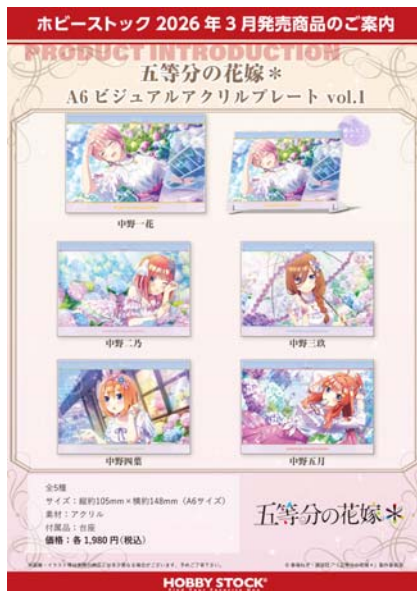 ホビーストック 2026 年 3 月発売商品のご案内
PRODUCT INTRODUCTION
五等分の花嫁＊
A6 ビジュアルアクリルプレート vol.1
中野一花
中野二乃
中野三玖
中野四葉
中野五月
全5種
サイズ：縦約105mm×横約148mm（A6サイズ）
素材：アクリル
付属品：台座
価格：各 1,980 円（税込）
五等分の花嫁＊
HOBBY STOCK